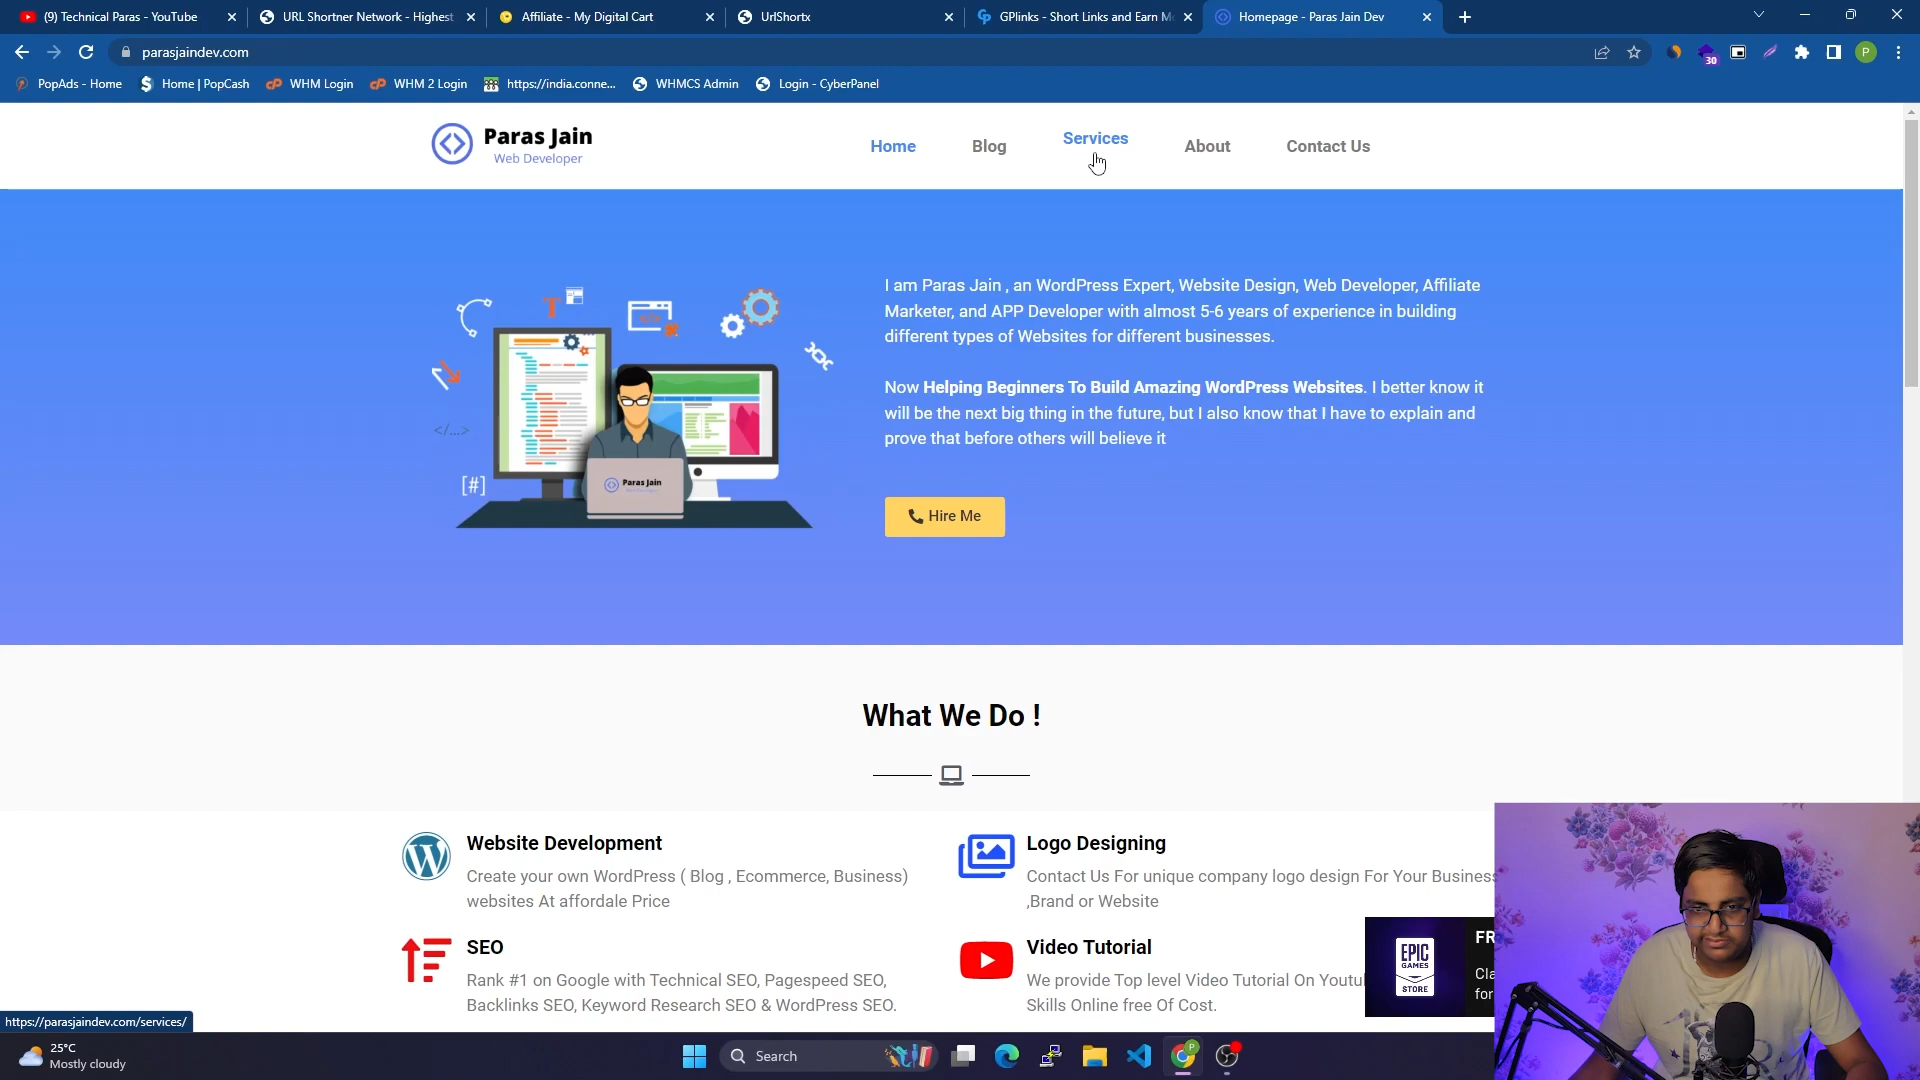 (9) Technical Paras - YouTube
URL Shortner Network - Highest
Affiliate - My Digital Cart
UrlShortx
GPlinks - Short Links and Earn Mo
Homepage - Paras Jain Dev
parasjaindev.com
30
P
PopAds - Home
Home | PopCash
WHM Login
WHM 2 Login
https://india.conne...
WHMCS Admin
Login - CyberPanel
Paras Jain
Web Developer
Home
Blog
Services
About
Contact Us
I am Paras Jain , an WordPress Expert, Website Design, Web Developer, Affiliate
Marketer, and APP Developer with almost 5-6 years of experience in building
different types of Websites for different businesses.
Now Helping Beginners To Build Amazing WordPress Websites. I better know it
will be the next big thing in the future, but I also know that I have to explain and
prove that before others will believe it
Hire Me
T
</...>
[#]
Paras Jain
What We Do !
Website Development
Create your own WordPress ( Blog , Ecommerce, Business)
websites At affordale Price
Logo Designing
Contact Us For unique company logo design For Your Business
,Brand or Website
SEO
Rank #1 on Google with Technical SEO, Pagespeed SEO,
Backlinks SEO, Keyword Research SEO & WordPress SEO.
Video Tutorial
We provide Top level Video Tutorial On Youtu
Skills Online free Of Cost.
EPIC
GAMES
STORE
FR
Cla
for
https://parasjaindev.com/services/
25°C
Mostly cloudy
Search
P